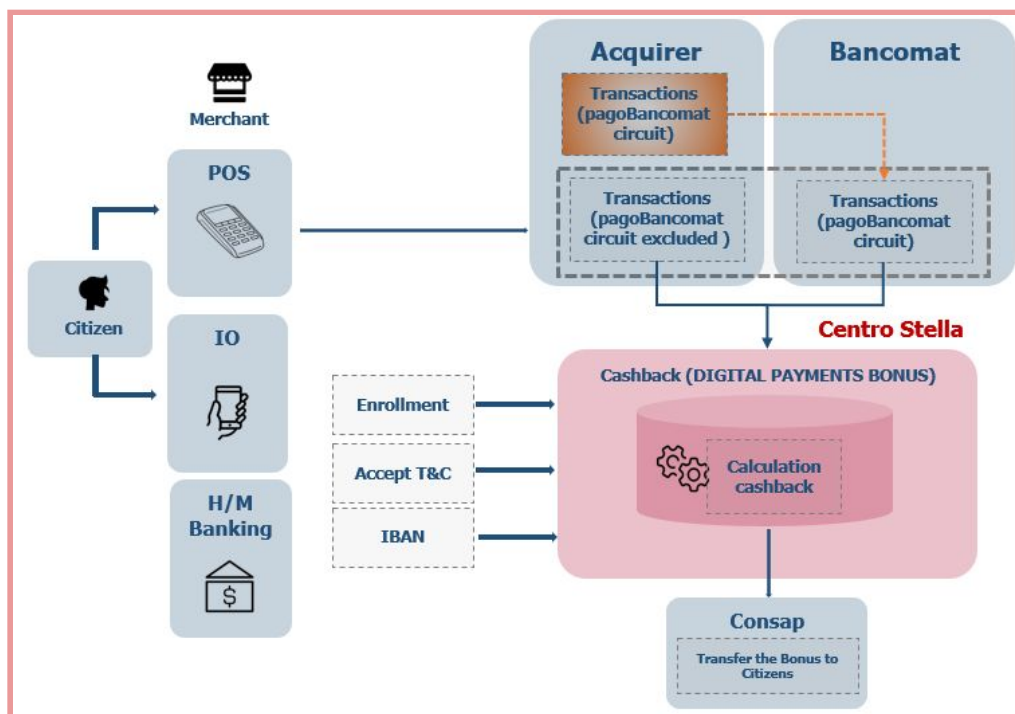 Acquirer
Bancomat
Merchant
Transactions
(pagoBancomat
circuit)
POS
Transactions
(pagoBancomat
circuit excluded )
Transactions
(pagoBancomat
circuit)
Citizen
IO
Centro Stella
Cashback (DIGITAL PAYMENTS BONUS)
Enrollment
Accept T&C
IBAN
Calculation
cashback
H/M
Banking
$
Consap
Transfer the Bonus to
Citizens